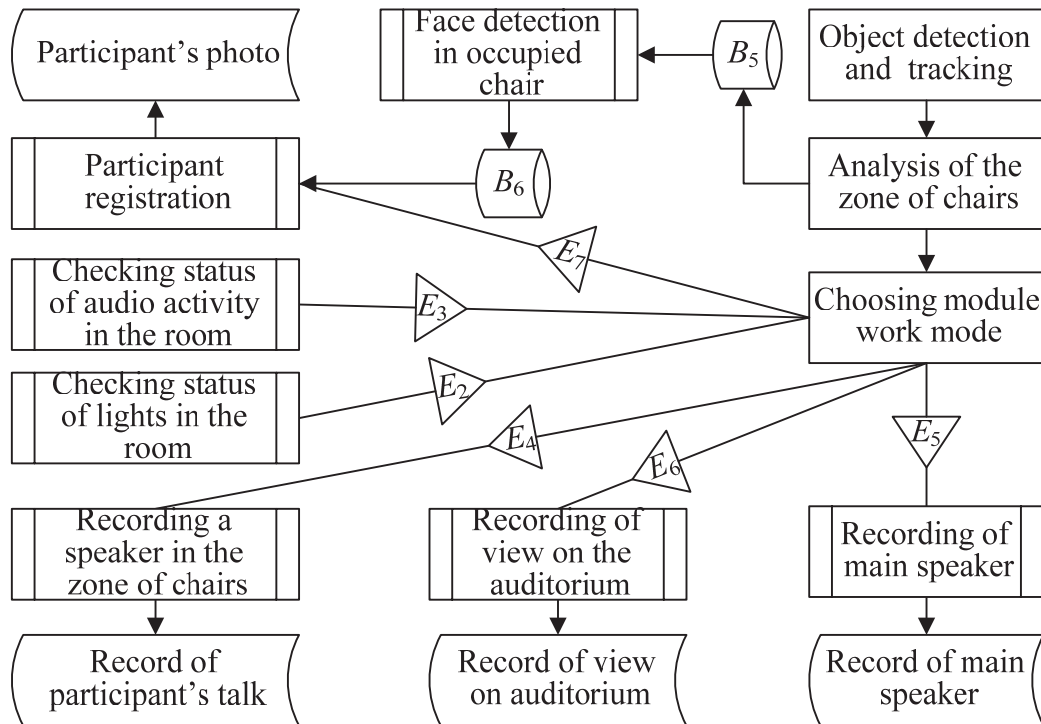 Participant’s photo
Face detection
in occupied
chair
B5
Object detection
and tracking
Participant
registration
B6
Analysis of the
zone of chairs
E7
Checking status
of audio activity
in the room
E3
Choosing module
work mode
Checking status
of lights in the
room
E2
E4
E6
E5
Recording a
speaker in the
zone of chairs
Recording of
view on the
auditorium
Recording of
main speaker
Record of
participant’s talk
Record of view
on auditorium
Record of main
speaker